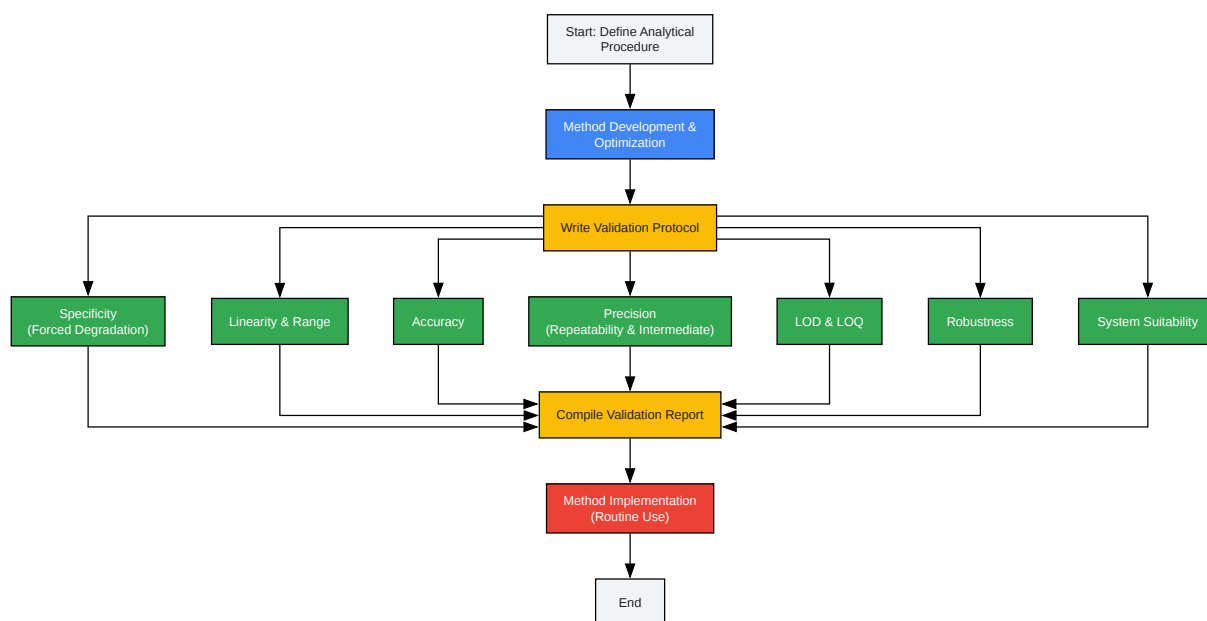 Start: Define Analytical
Procedure
Method Development &
Optimization
Write Validation Protocol
Specificity
(Forced Degradation)
Linearity & Range
Accuracy
Precision
(Repeatability & Intermediate)
LOD & LOQ
Robustness
System Suitability
Compile Validation Report
Method Implementation
(Routine Use)
End